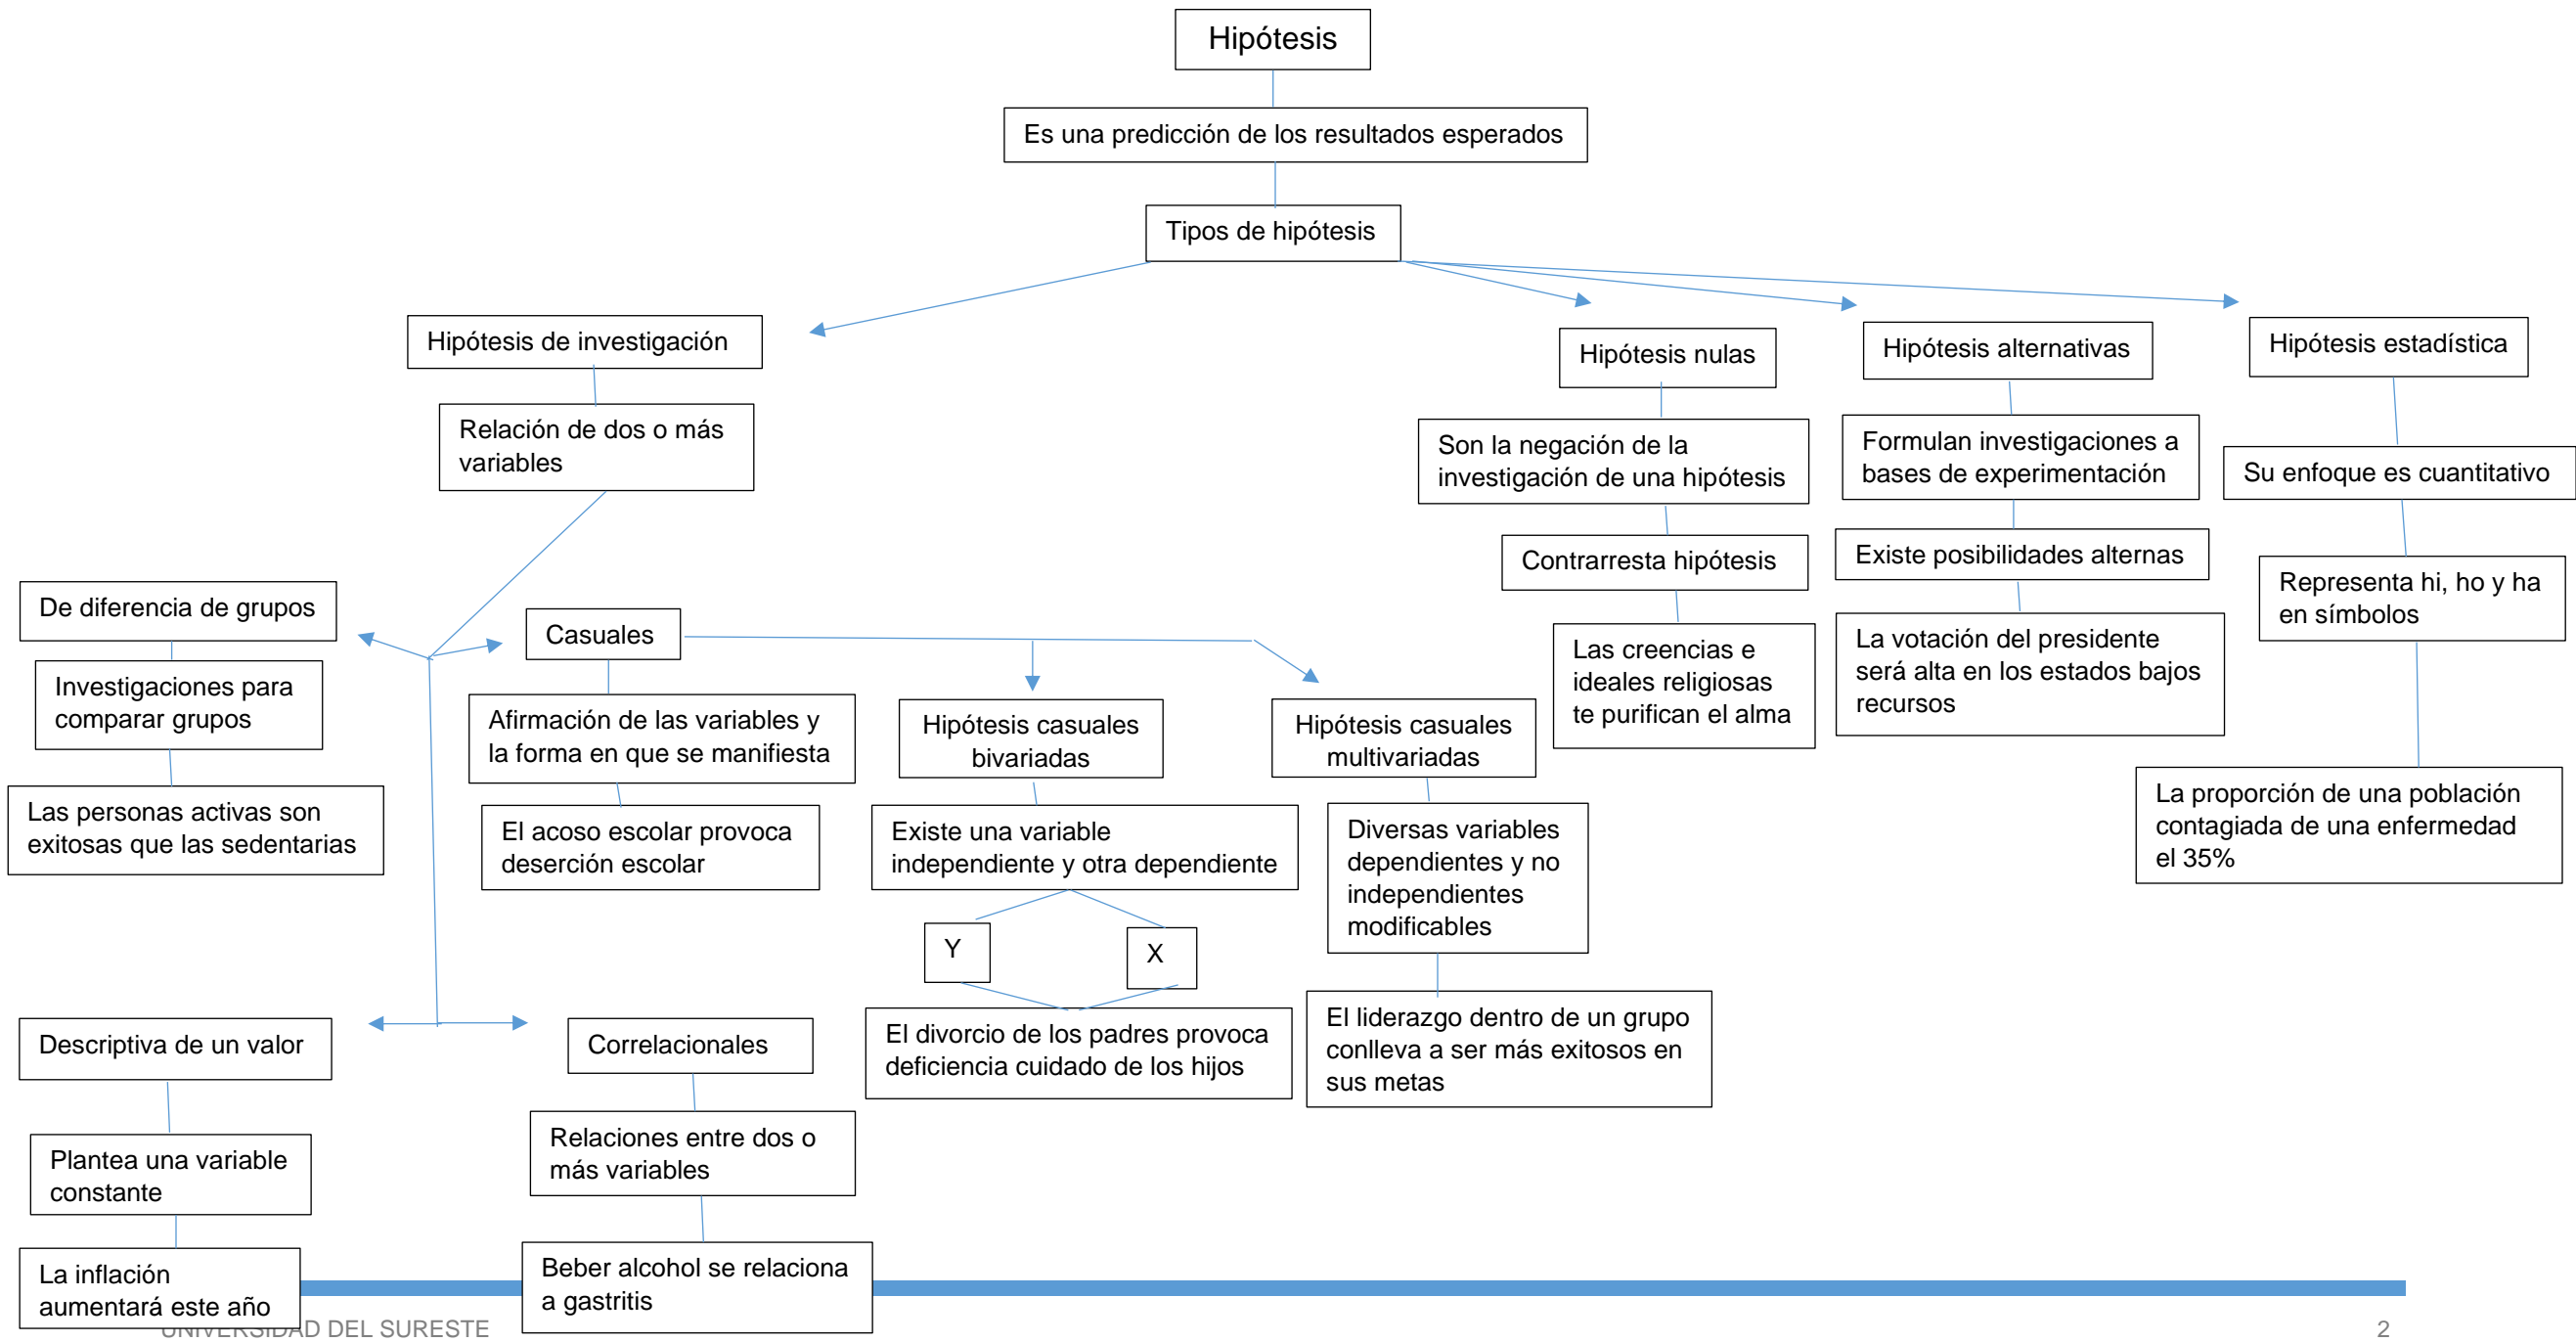 Hipótesis
Es una predicción de los resultados esperados
Tipos de hipótesis
Hipótesis de investigación
Relación de dos o más
variables
De diferencia de grupos
Investigaciones para
comparar grupos
Las personas activas son
exitosas que las sedentarias
Casuales
Afirmación de las variables y
la forma en que se manifiesta
El acoso escolar provoca
deserción escolar
Hipótesis casuales
bivariadas
Existe una variable
independiente y otra dependiente
Y
X
El divorcio de los padres provoca
deficiencia cuidado de los hijos
Hipótesis casuales
multivariadas
Diversas variables
dependientes y no
independientes
modificables
El liderazgo dentro de un grupo
conlleva a ser más exitosos en
sus metas
Descriptiva de un valor
Plantea una variable
constante
La inflación
aumentará este año
Correlacionales
Relaciones entre dos o
más variables
Beber alcohol se relaciona
a gastritis
Hipótesis nulas
Son la negación de la
investigación de una hipótesis
Contrarresta hipótesis
Las creencias e
ideales religiosas
te purifican el alma
Hipótesis alternativas
Formulan investigaciones a
bases de experimentación
Existe posibilidades alternas
La votación del presidente
será alta en los estados bajos
recursos
Hipótesis estadística
Su enfoque es cuantitativo
Representa hi, ho y ha
en símbolos
La proporción de una población
contagiada de una enfermedad
el 35%
UNIVERSIDAD DEL SURESTE
2